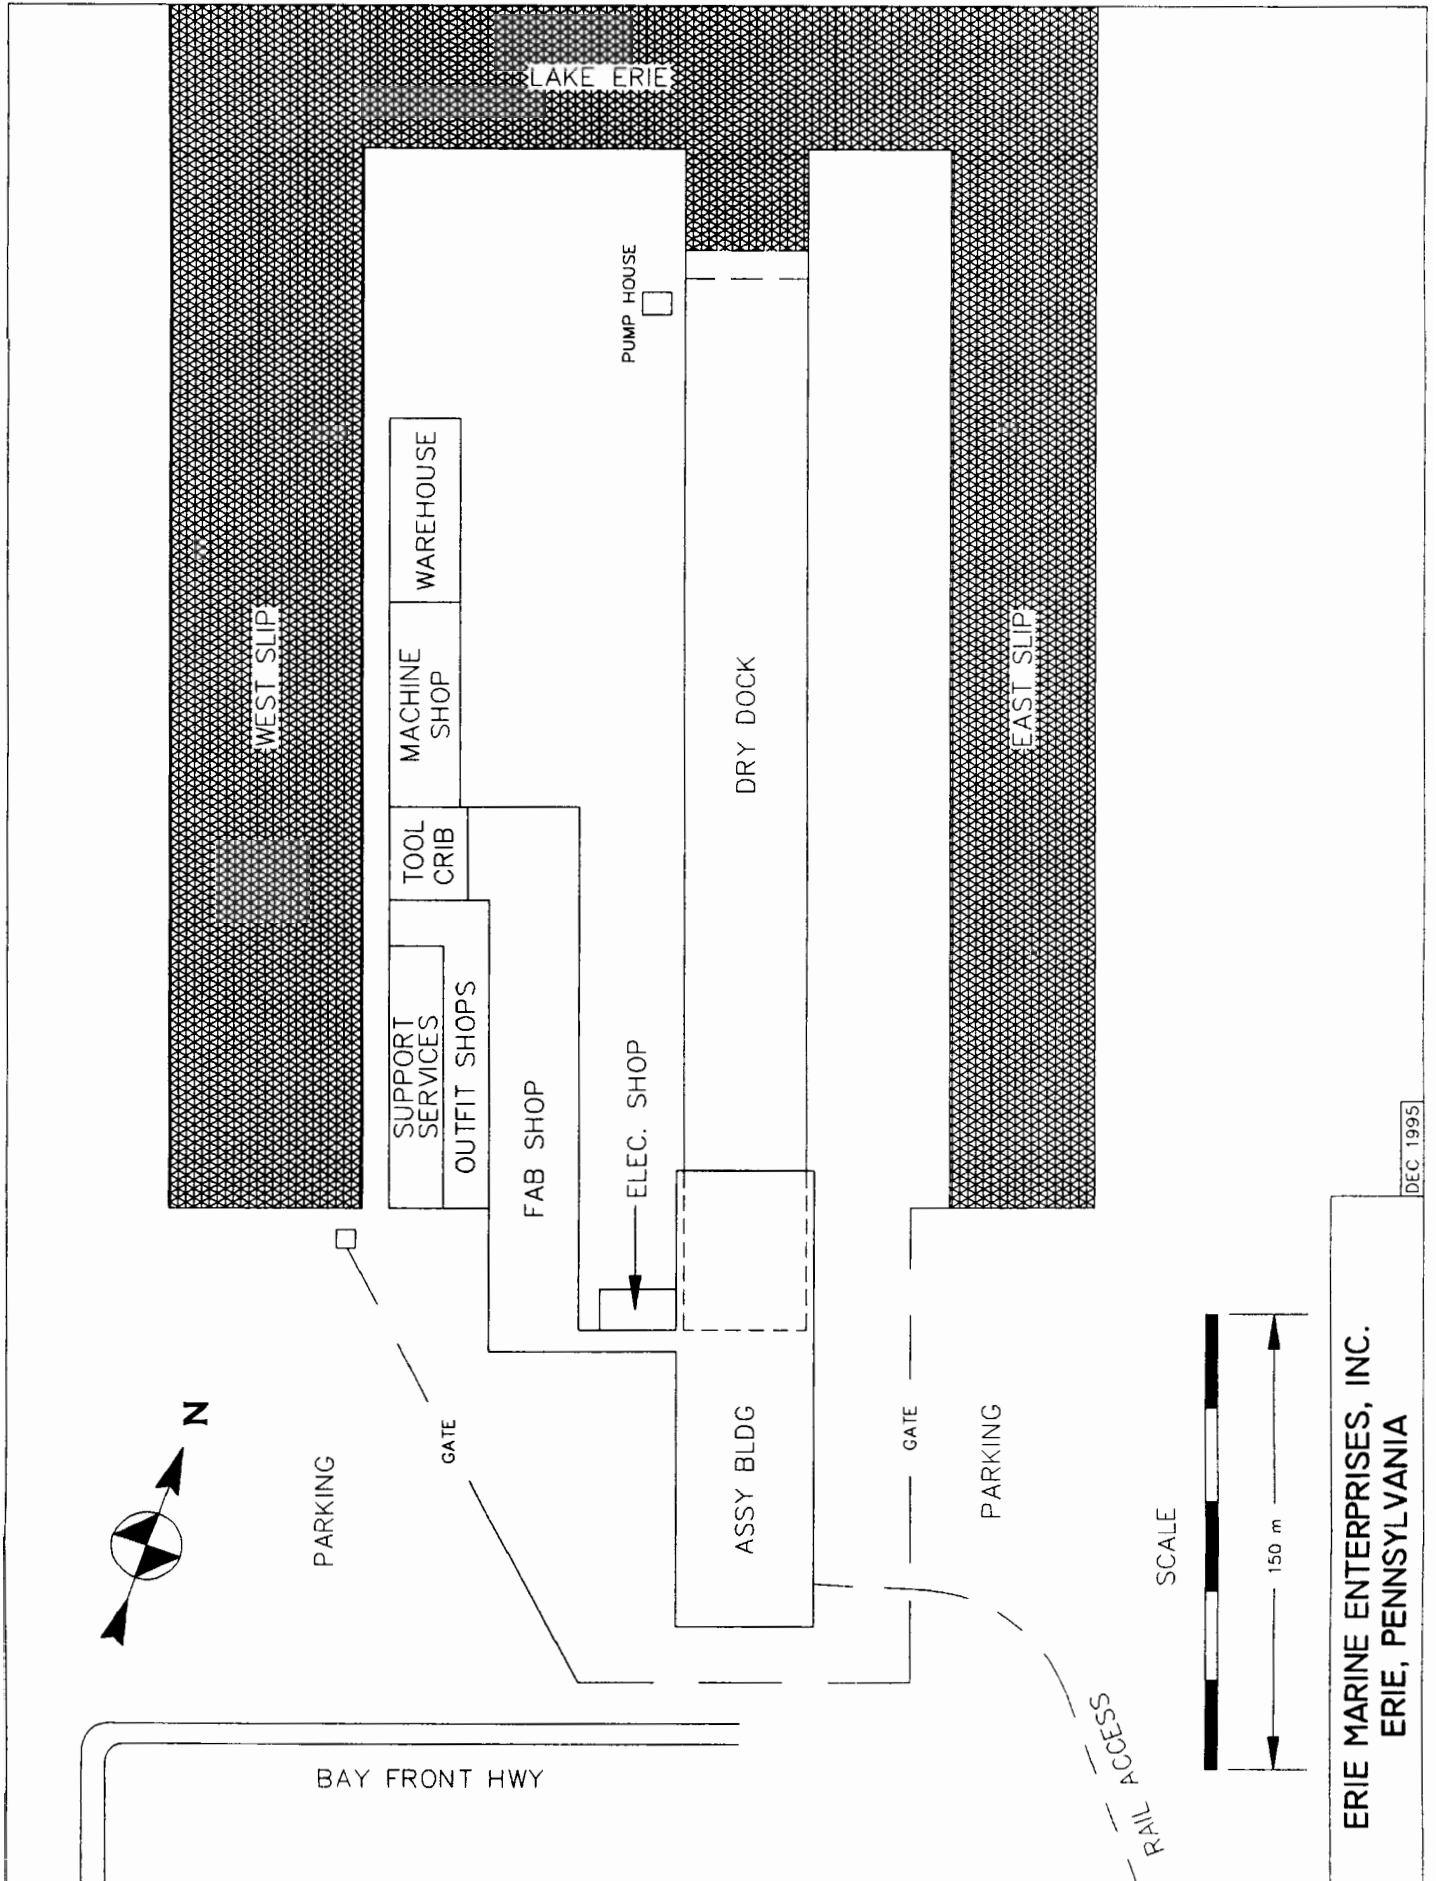 LAKE ERIE
PUMP HOUSE
WAREHOUSE
WEST SLIP
MACHINE
SHOP
DRY DOCK
EAST SLIP
TOOL
CRIB
SUPPORT
SERVICES
OUTFIT SHOPS
FAB SHOP
ELEC. SHOP
N
PARKING
GATE
ASSY BLDG
GATE
PARKING
SCALE
150 m
BAY FRONT HWY
RAIL ACCESS
DEC 1995
ERIE MARINE ENTERPRISES, INC.
ERIE, PENNSYLVANIA